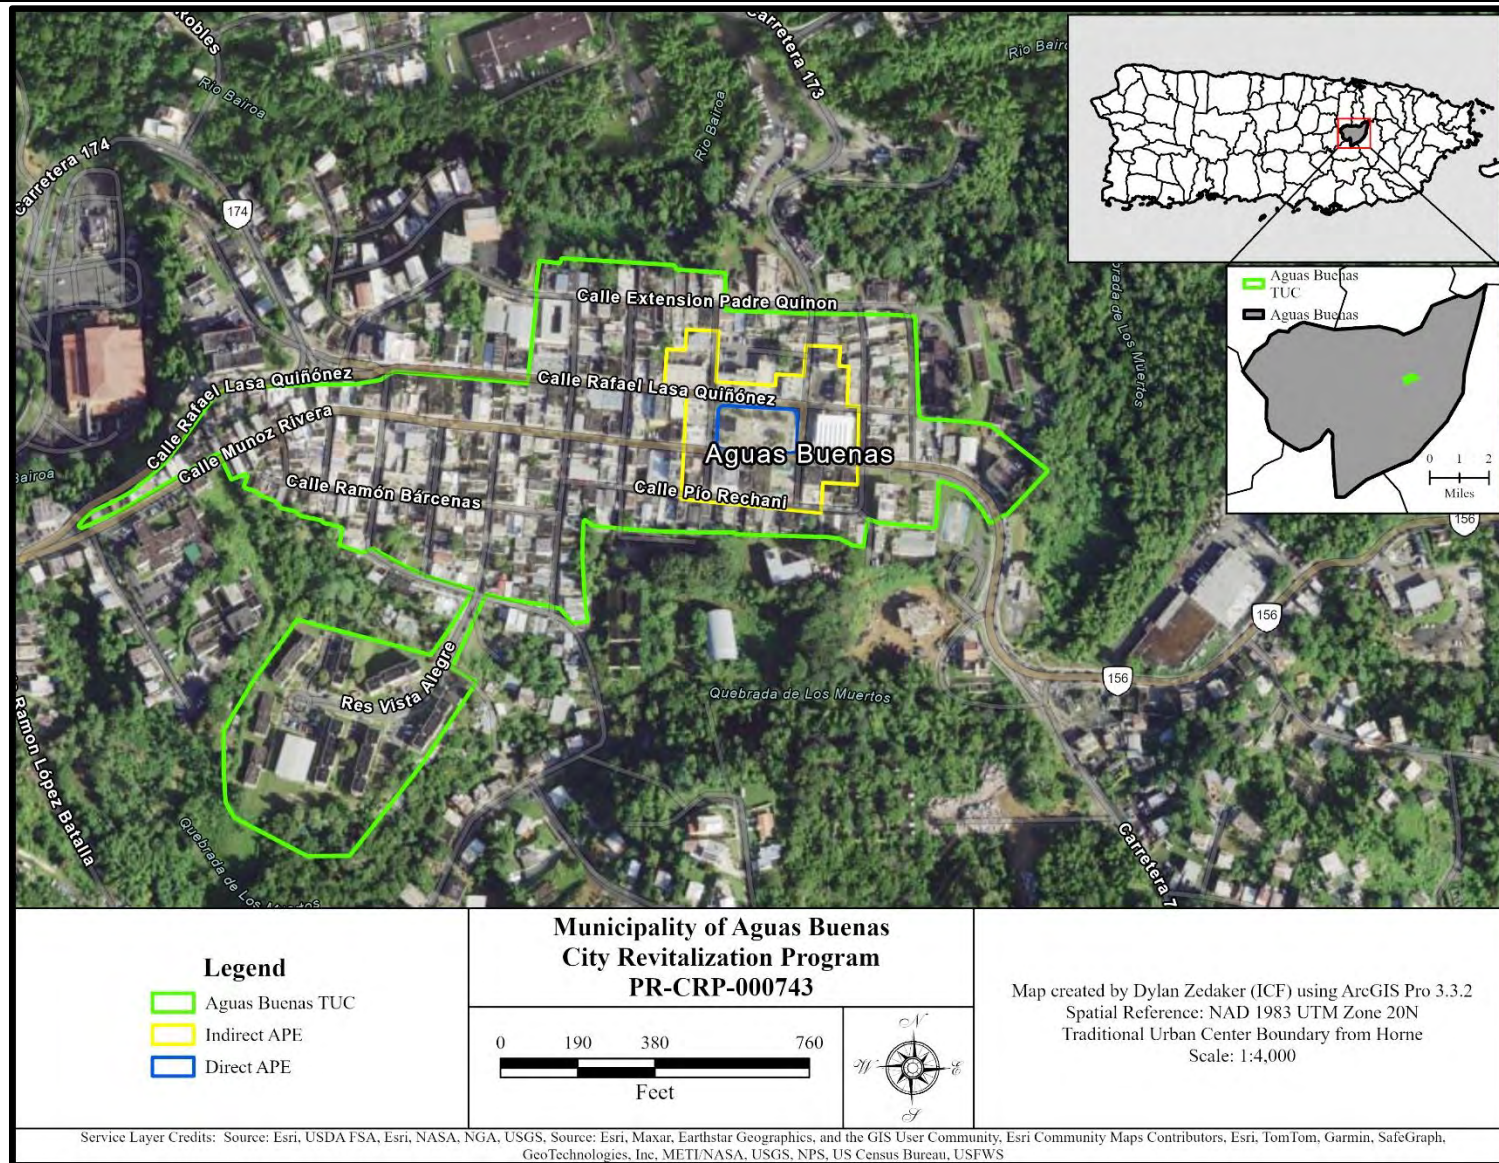 Robles
Carretera 173
Rio Bairoa
Rio Bairoa
Carretera 174
174
Calle Extension Padre Quinon
Calle Rafael Lasa Quiñónez
Calle Rafael Lasa Quiñónez
Calle Munoz Rivera
Aguas Buenas
Calle Ramón Bárcenas
Calle Pío Rechani
Bairoa
Res Vista Alegre
Quebrada de Los Muertos
Ramon López Batalla
156
156
156
Carretera 7
Aguas Buenas
TUC
Aguas Buenas
0 1 2
Miles
Legend
Aguas Buenas TUC
Indirect APE
Direct APE
Municipality of Aguas Buenas
City Revitalization Program
PR-CRP-000743
0 190 380 760
Feet
N
W E
S
Map created by Dylan Zedaker (ICF) using ArcGIS Pro 3.3.2
Spatial Reference: NAD 1983 UTM Zone 20N
Traditional Urban Center Boundary from Horne
Scale: 1:4,000
Service Layer Credits: Source: Esri, USDA FSA, Esri, NASA, NGA, USGS, Source: Esri, Maxar, Earthstar Geographics, and the GIS User Community, Esri Community Maps Contributors, Esri, TomTom, Garmin, SafeGraph,
GeoTechnologies, Inc, METI/NASA, USGS, NPS, US Census Bureau, USFWS